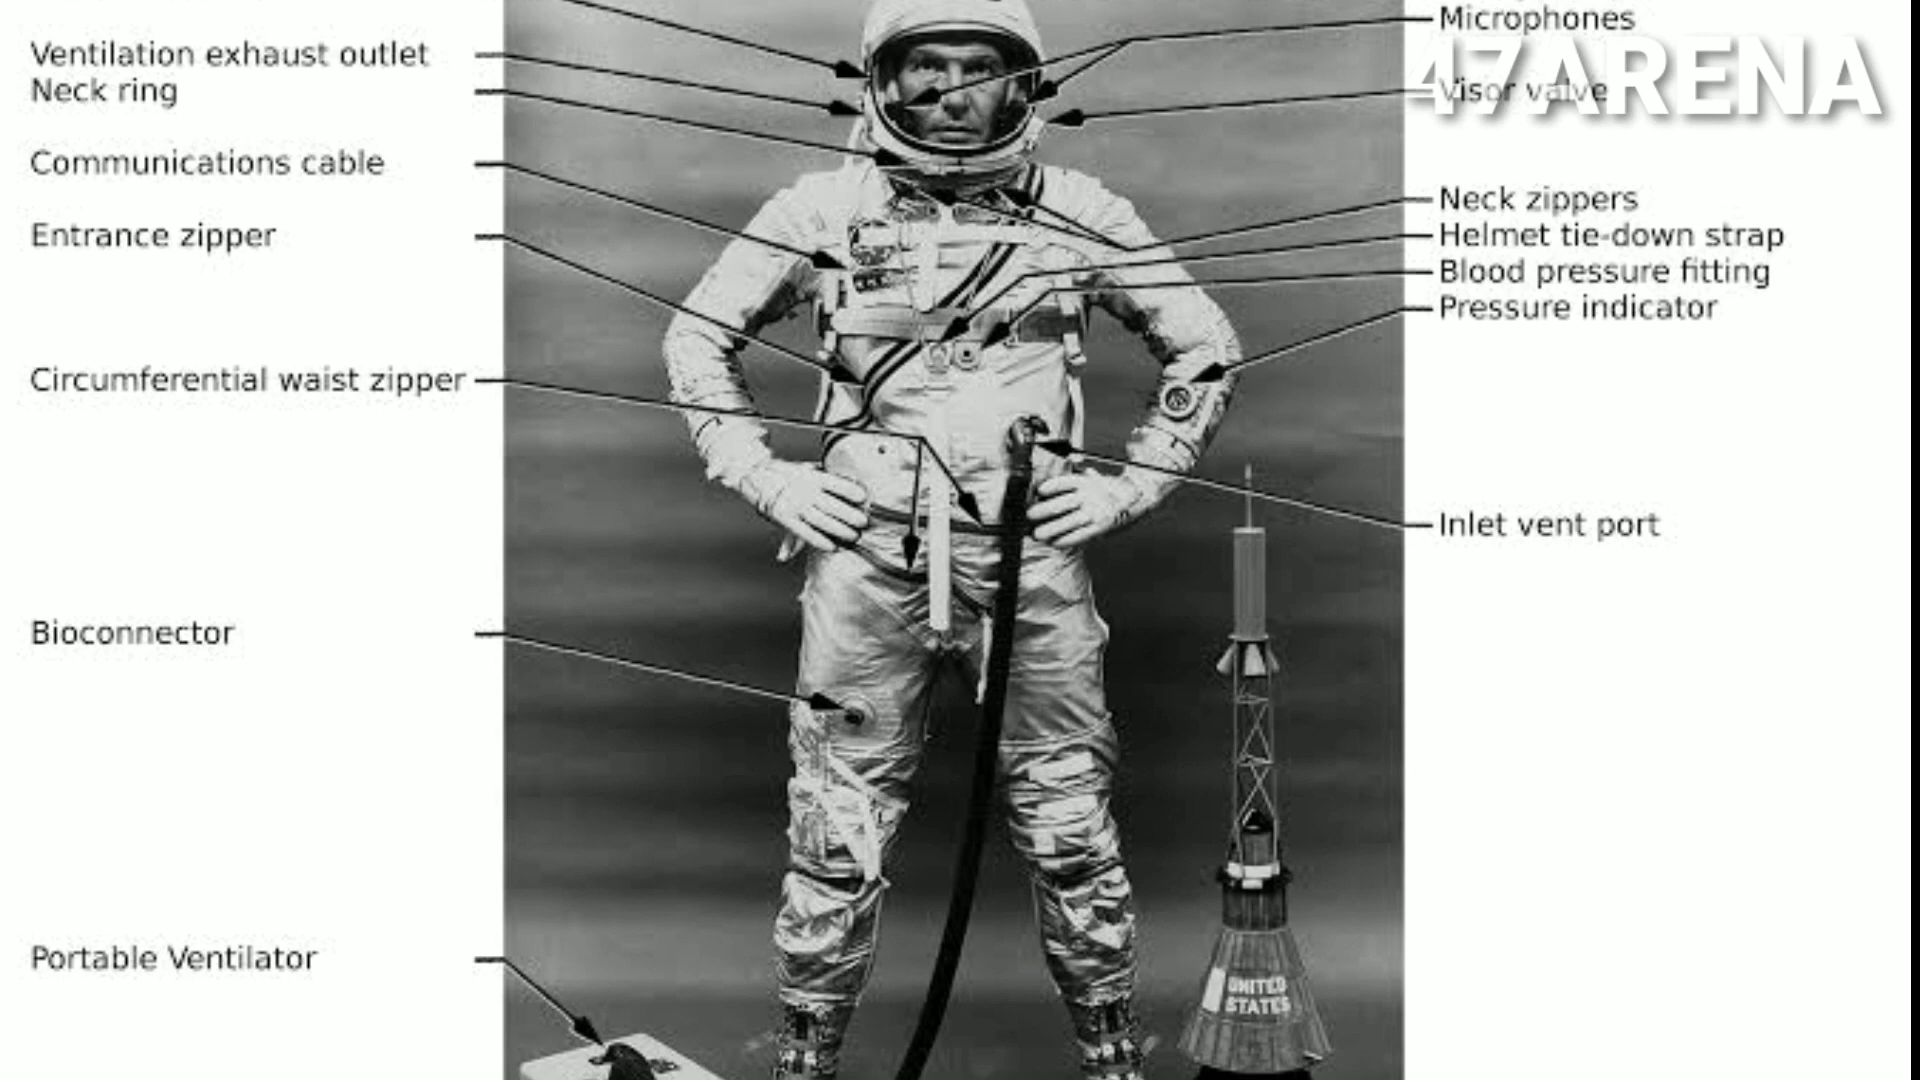 Ventilation exhaust outlet
Neck ring
Communications cable
Entrance zipper
Circumferential waist zipper
Bioconnector
Portable Ventilator
Microphones
47ARENA
Visor valve
Neck zippers
Helmet tie-down strap
Blood pressure fitting
Pressure indicator
Inlet vent port
UNITED
STATES